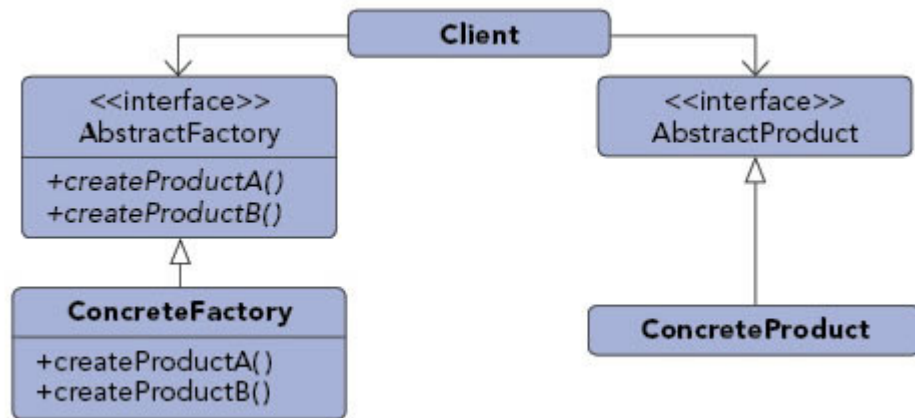 Client
<<interface>>
AbstractFactory
+createProductA()
+createProductB()
<<interface>>
AbstractProduct
ConcreteFactory
+createProductA()
+createProductB()
ConcreteProduct